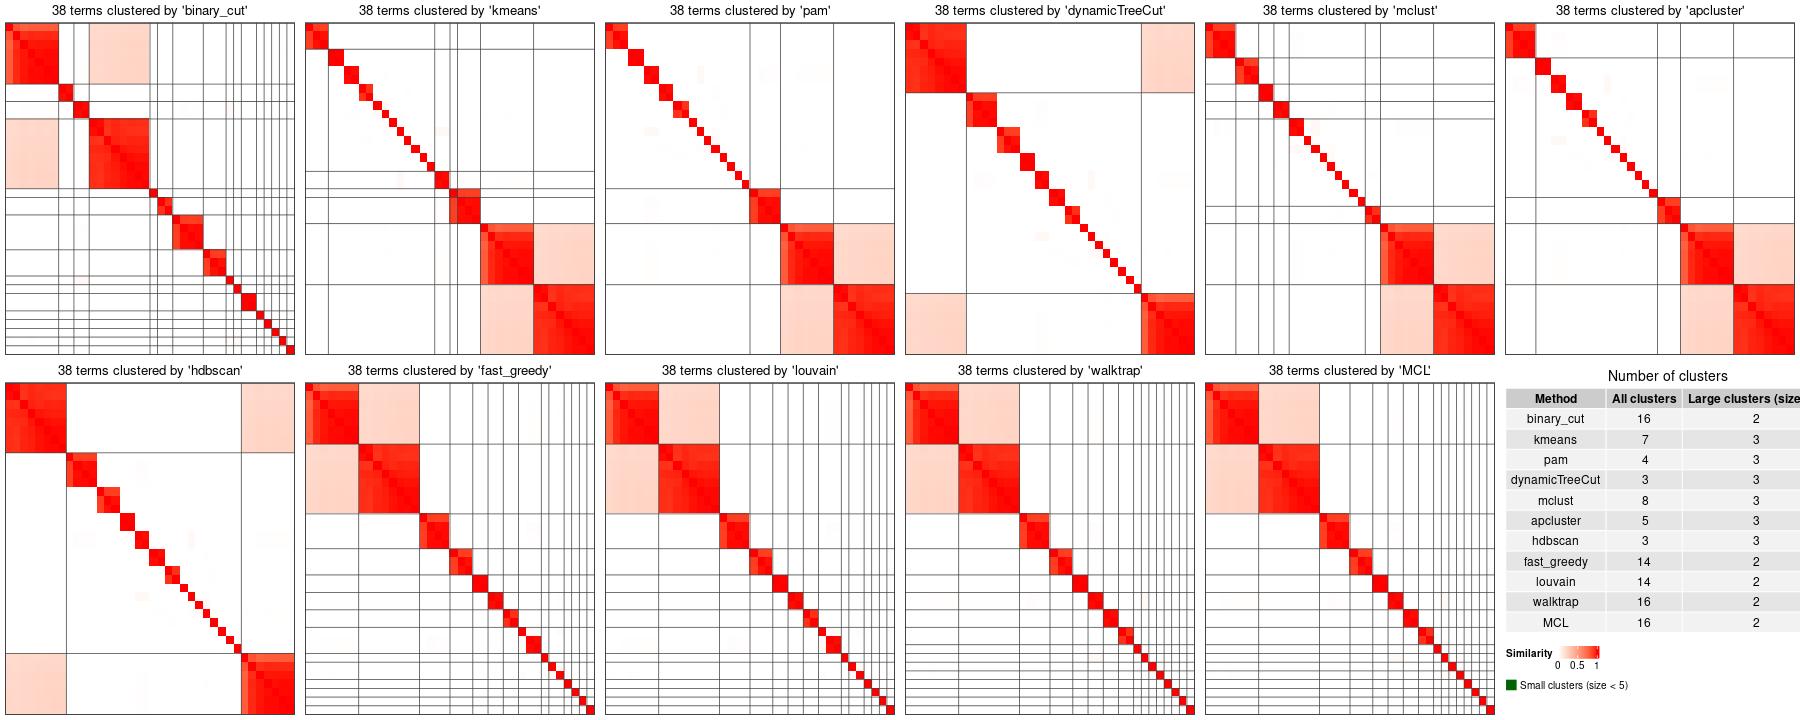 38 terms clustered by 'binary_cut'
38 terms clustered by 'kmeans'
38 terms clustered by 'pam'
38 terms clustered by 'dynamicTreeCut'
38 terms clustered by 'mclust'
38 terms clustered by 'apcluster'
38 terms clustered by 'hdbscan'
38 terms clustered by 'fast_greedy'
38 terms clustered by 'louvain'
38 terms clustered by 'walktrap'
38 terms clustered by 'MCL'
Number of clusters
Method All clusters Large clusters (size
binary_cut 16 2
kmeans 7 3
pam 4 3
dynamicTreeCut 3 3
mclust 8 3
apcluster 5 3
hdbscan 3 3
fast_greedy 14 2
louvain 14 2
walktrap 16 2
MCL 16 2
Similarity
0 0.5 1
Small clusters (size < 5)